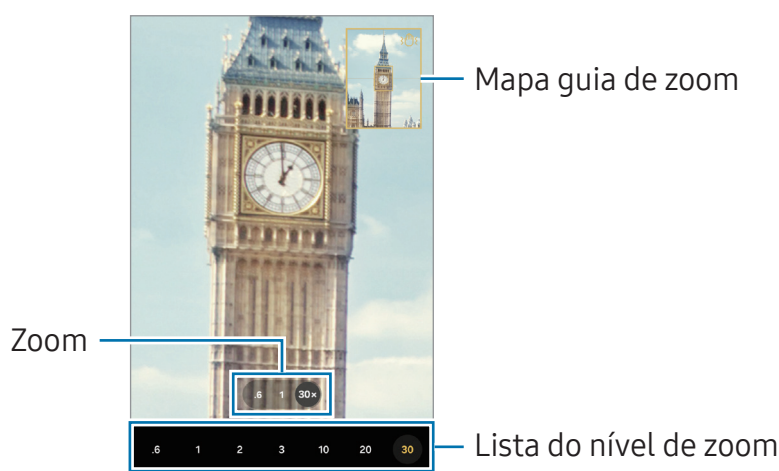 Mapa guia de zoom
Zoom
.6 1 30×
.6 1 2 3 10 20 30
Lista do nível de zoom